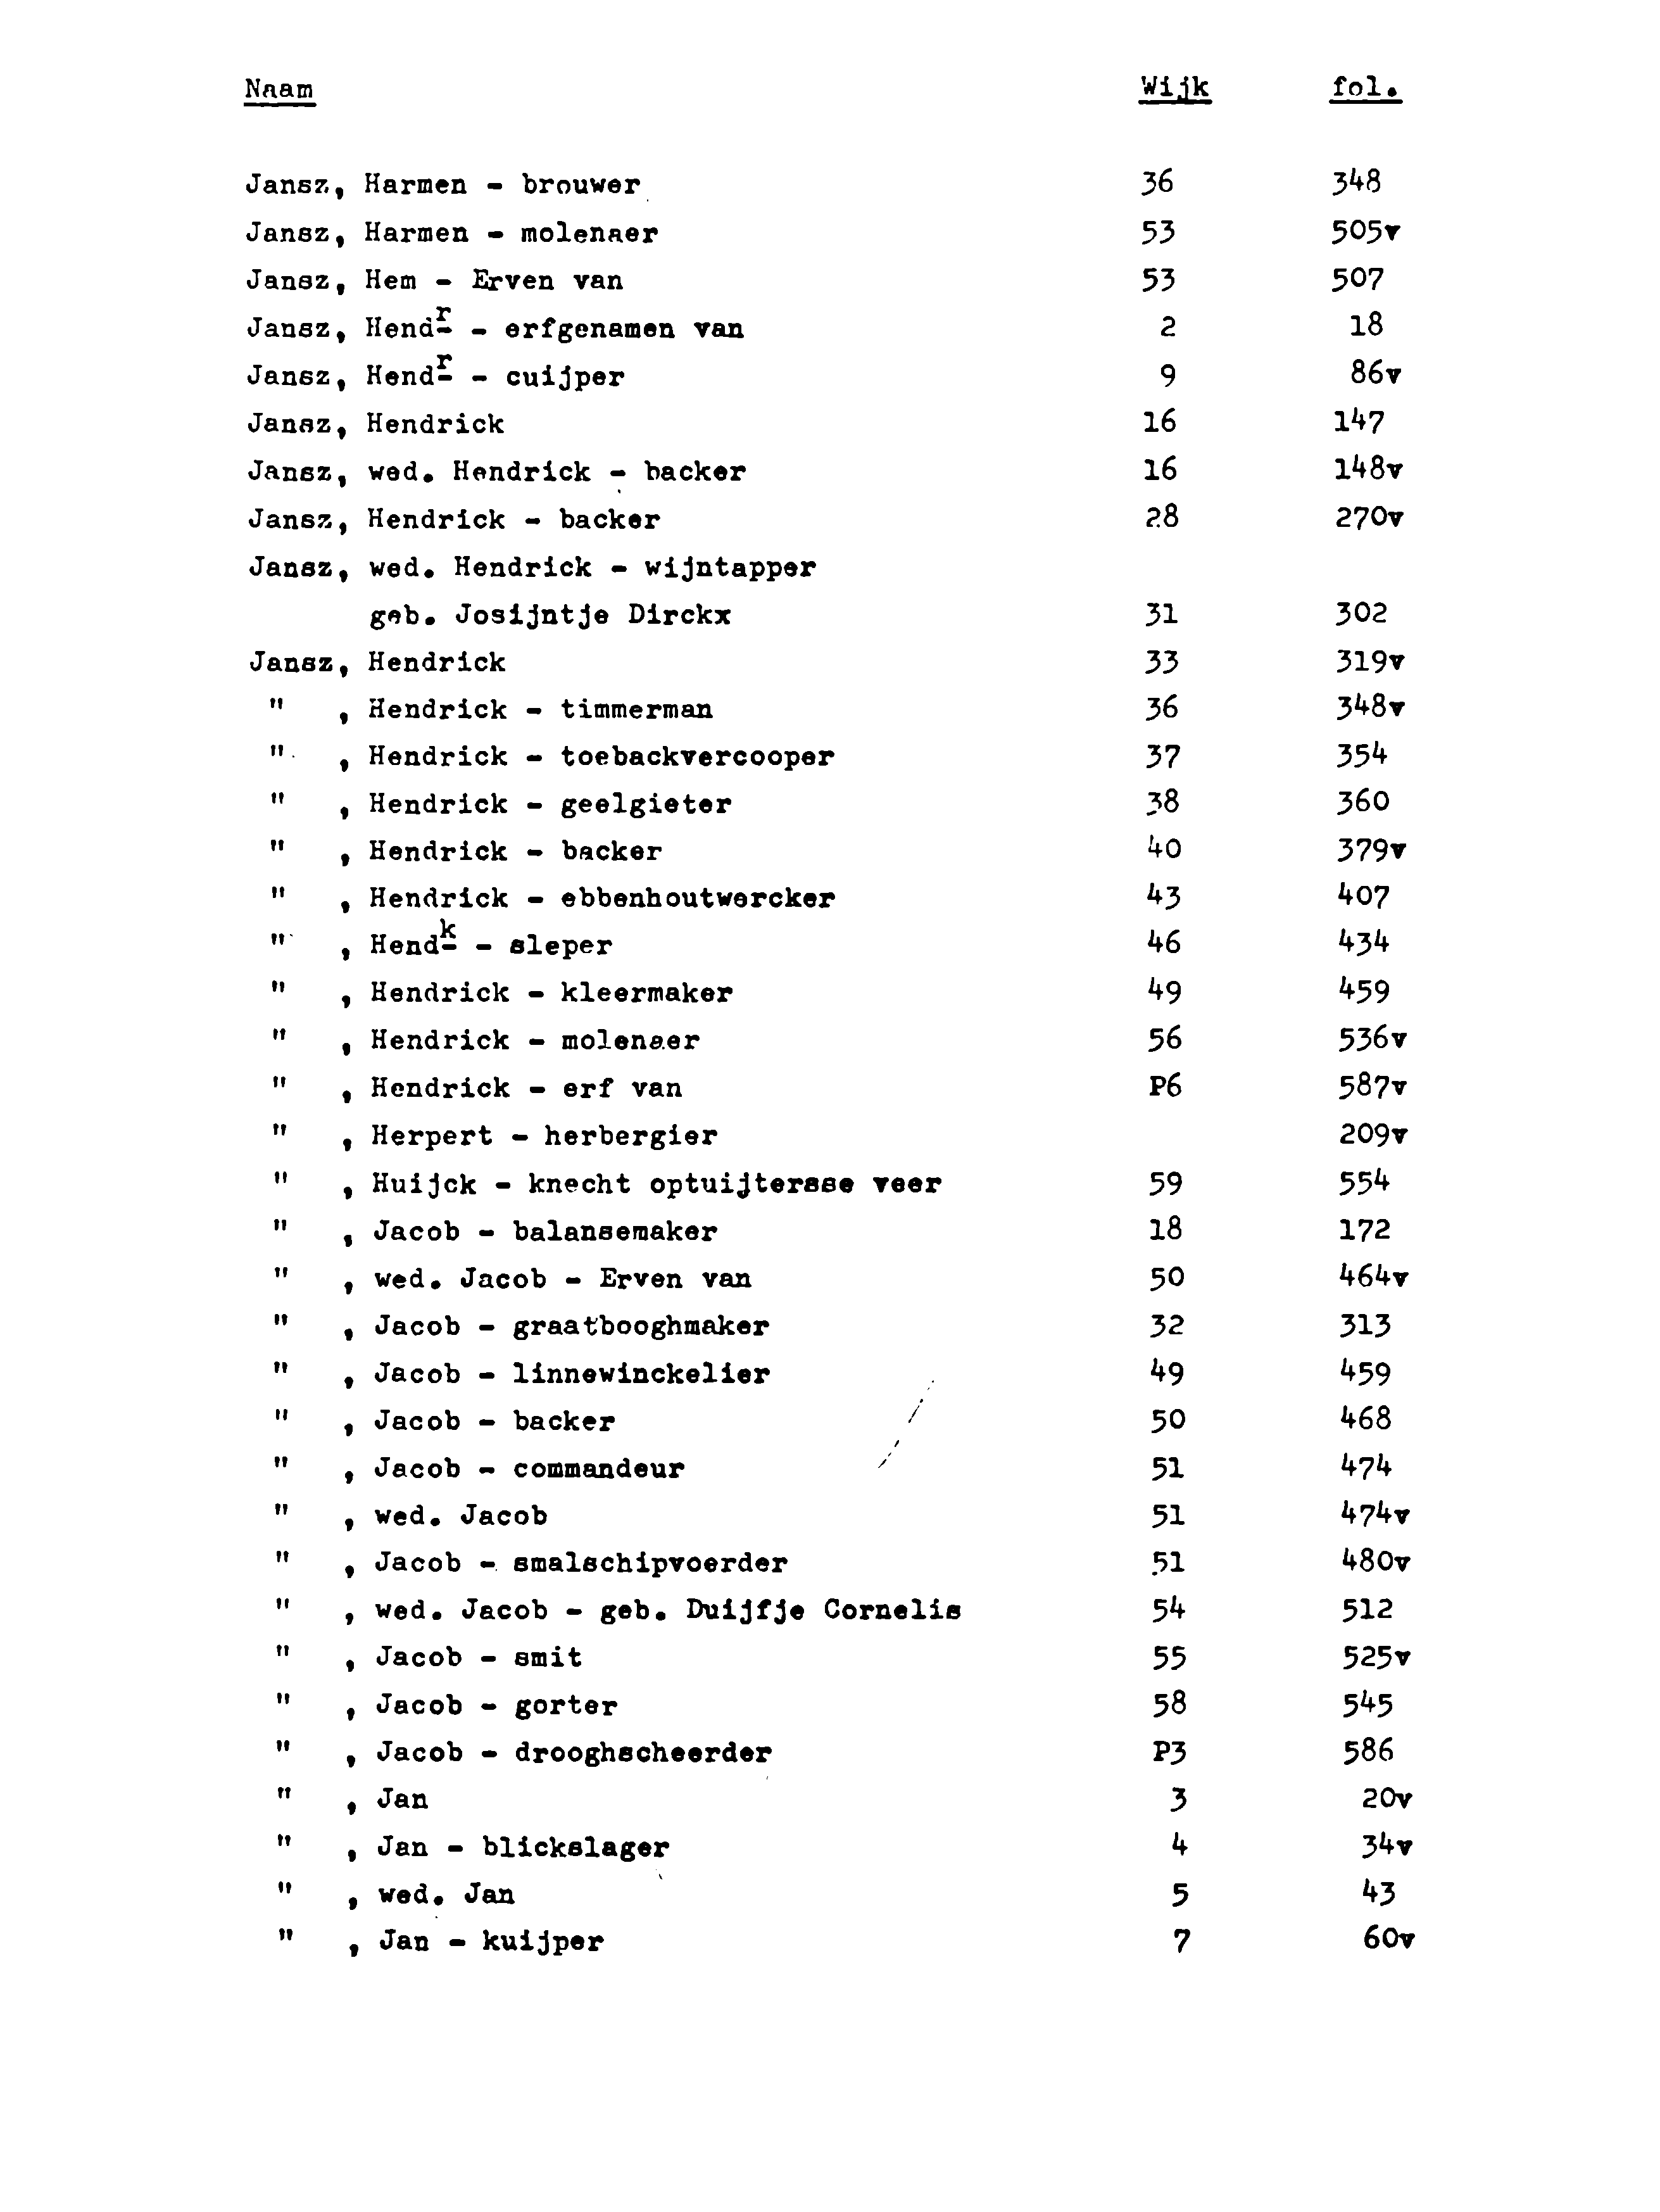 Naam Wijk fol.
Jansz, Harmen - brouwer 36 348
Jansz, Harmen - molenaer 53 505v
Jansz, Hem - Erven van 53 507
Jansz, Hendr - erfgenamen van 2 18
Jansz, Hendr - cuijper 9 86v
Jansz, Hendrick 16 147
Jansz, wed. Hendrick - backer 16 148v
Jansz, Hendrick - backer 28 270v
Jansz, wed. Hendrick - wijntapper
geb. Josijntje Dirckx 31 302
Jansz, Hendrick 33 319v
" , Hendrick - timmerman 36 348v
" , Hendrick - toebackvercooper 37 354
" , Hendrick - geelgieter 38 360
" , Hendrick - backer 40 379v
" , Hendrick - ebbenhoutwercker 43 407
" , Hendk - sleper 46 434
" , Hendrick - kleermaker 49 459
" , Hendrick - molenaer 56 536v
" , Hendrick - erf van P6 587v
" , Herpert - herbergier 209v
" , Huijck - knecht optuijtersse veer 59 554
" , Jacob - balansemaker 18 172
" , wed. Jacob - Erven van 50 464v
" , Jacob - graatbooghmaker 32 313
" , Jacob - linnewinckelier 49 459
" , Jacob - backer 50 468
" , Jacob - commandeur 51 474
" , wed. Jacob 51 474v
" , Jacob - smalschipvoerder 51 480v
" , wed. Jacob - geb. Duijfje Cornelis 54 512
" , Jacob - smit 55 525v
" , Jacob - gorter 58 545
" , Jacob - drooghscheerder P3 586
" , Jan 3 20v
" , Jan - blickslager 4 34v
" , wed. Jan 5 43
" , Jan - kuijper 7 60v